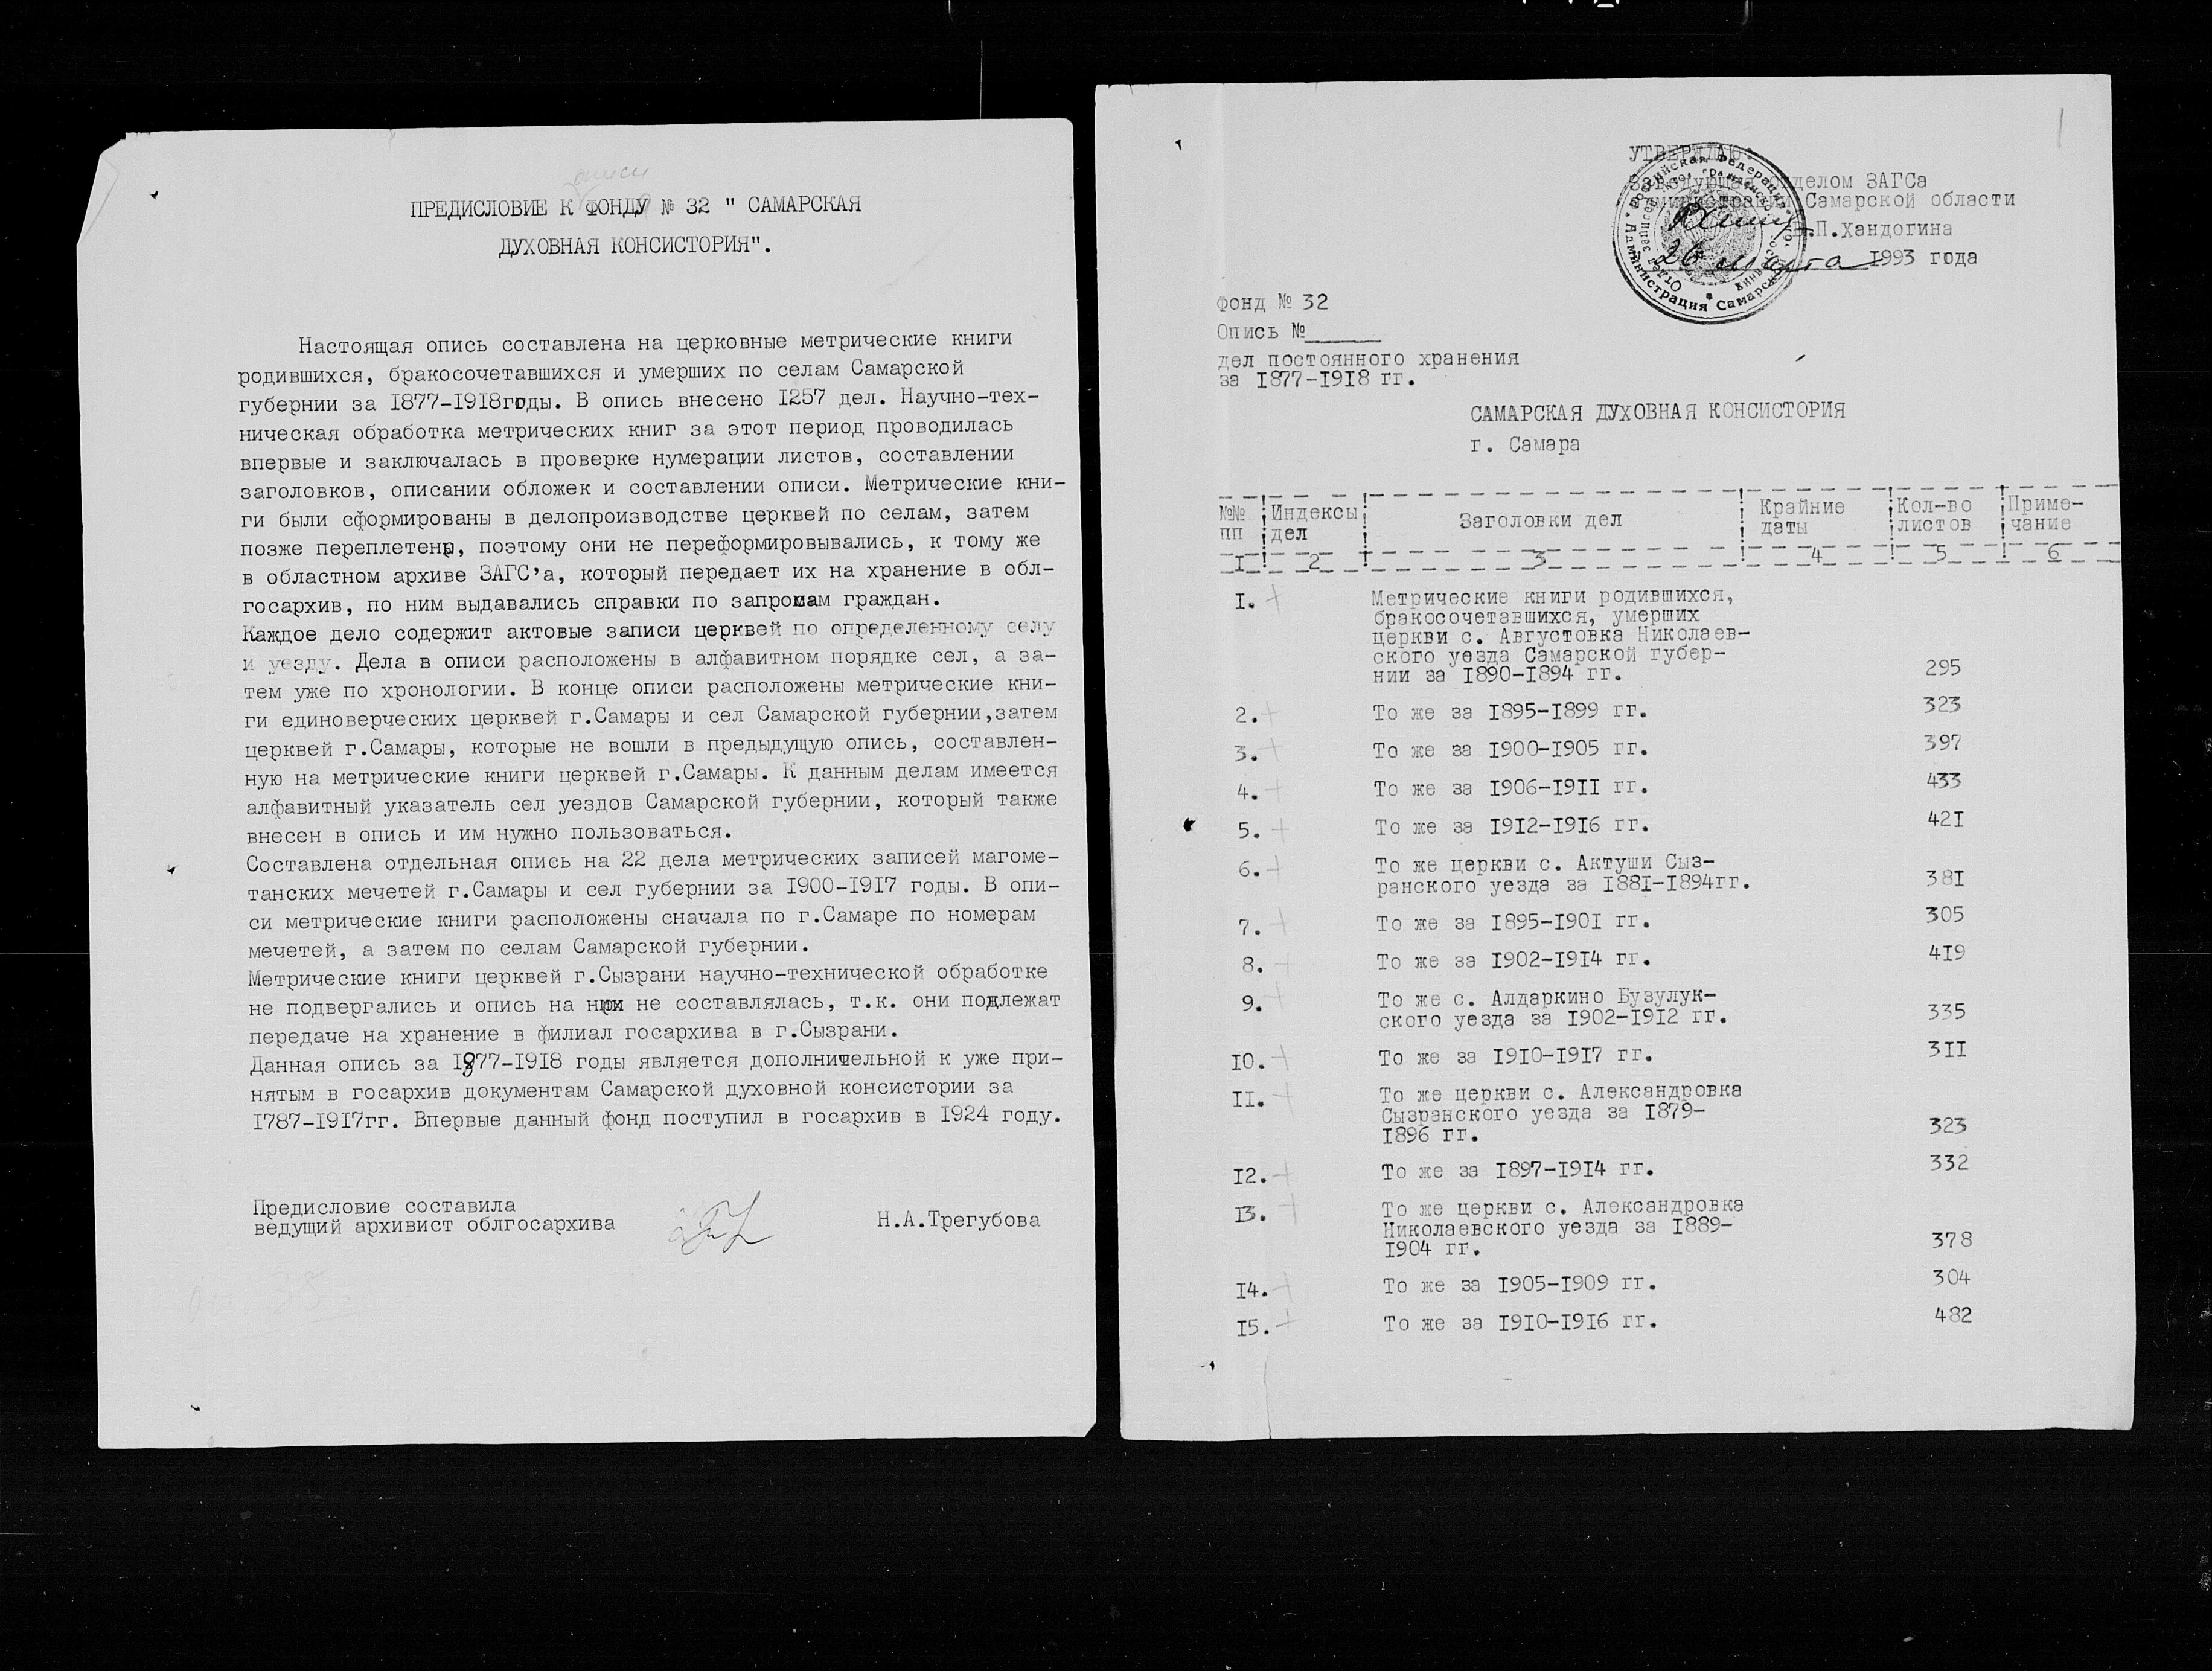 описи
ПРЕДИСЛОВИЕ К ФОНДУ № 32 " САМАРСКАЯ
ДУХОВНАЯ КОНСИСТОРИЯ".
Настоящая опись составлена на церковные метрические книги
родившихся, бракосочетавшихся и умерших по селам Самарской
губернии за 1877-1918годы. В опись внесено 1257 дел. Научно-тех-
ническая обработка метрических книг за этот период проводилась
впервые и заключалась в проверке нумерации листов, составлении
заголовков, описании обложек и составлении описи. Метрические кни-
ги были сформированы в делопроизводстве церквей по селам, затем
позже переплетены, поэтому они не переформировывались, к тому же
в областном архиве ЗАГС'а, который передает их на хранение в обл-
госархив, по ним выдавались справки по запросам граждан.
Каждое дело содержит актовые записи церквей по определенному селу
и уезду. Дела в описи расположены в алфавитном порядке сел, а за-
тем уже по хронологии. В конце описи расположены метрические кни-
ги единоверческих церквей г.Самары и сел Самарской губернии,затем
церквей г.Самары, которые не вошли в предыдущую опись, составлен-
ную на метрические книги церквей г.Самары. К данным делам имеется
алфавитный указатель сел уездов Самарской губернии, который также
внесен в опись и им нужно пользоваться.
Составлена отдельная опись на 22 дела метрических записей магоме-
танских мечетей г.Самары и сел губернии за 1900-1917 годы. В опи-
си метрические книги расположены сначала по г.Самаре по номерам
мечетей, а затем по селам Самарской губернии.
Метрические книги церквей г.Сызрани научно-технической обработке
не подвергались и опись на них не составлялась, т.к. они подлежат
передаче на хранение в филиал госархива в г.Сызрани.
Данная опись за 1877-1918 годы является дополнительной к уже при-
нятым в госархив документам Самарской духовной консистории за
1787-1917гг. Впервые данный фонд поступил в госархив в 1924 году.
Предисловие составила
ведущий архивист облгосархива Н.А.Трегубова
1
УТВЕРЖДАЮ
Заведующая отделом ЗАГСа
администрации Самарской области
П.Хандогина
26 марта 1993 года
Фонд № 32
Опись №
дел постоянного хранения
за 1877-1918 гг.
САМАРСКАЯ ДУХОВНАЯ КОНСИСТОРИЯ
г. Самара
№№ пп Индексы дел Заголовки дел Крайние даты Кол-во листов Приме-чание
1 2 3 4 5 6
1. Метрические книги родившихся,
бракосочетавшихся, умерших
церкви с. Августовка Николаев-
ского уезда Самарской губер-
нии за 1890-1894 гг. 295
2. То же за 1895-1899 гг. 323
3. То же за 1900-1905 гг. 397
4. То же за 1906-1911 гг. 433
5. То же за 1912-1916 гг. 421
6. То же церкви с. Актуши Сыз-
ранского уезда за 1881-1894гг. 381
7. То же за 1895-1901 гг. 305
8. То же за 1902-1914 гг. 419
9. То же с. Алдаркино Бузулук-
ского уезда за 1902-1912 гг. 335
10. То же за 1910-1917 гг. 311
11. То же церкви с. Александровка
Сызранского уезда за 1879-
1896 гг. 323
12. То же за 1897-1914 гг. 332
13. То же церкви с. Александровка
Николаевского уезда за 1889-
1904 гг. 378
14. То же за 1905-1909 гг. 304
15. То же за 1910-1916 гг. 482